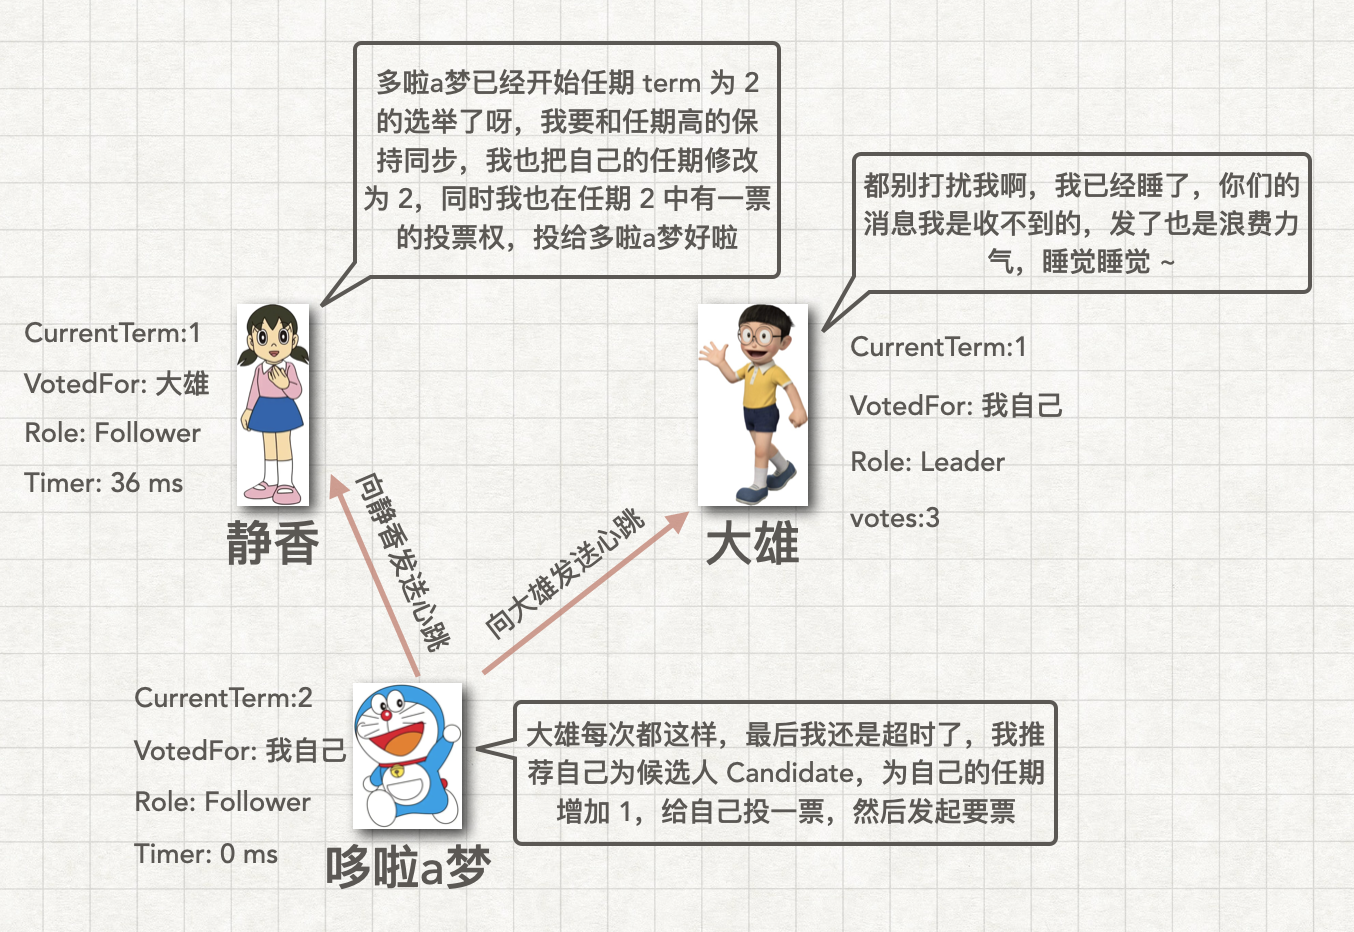 多啦a梦已经开始任期 term 为 2
的选举了呀，我要和任期高的保
持同步，我也把自己的任期修改
为 2，同时我也在任期 2 中有一票
的投票权，投给多啦a梦好啦
都别打扰我啊，我已经睡了，你们的
消息我是收不到的，发了也是浪费力
气，睡觉睡觉 ~
CurrentTerm:1
VotedFor: 大雄
Role: Follower
Timer: 36 ms
静香
CurrentTerm:1
VotedFor: 我自己
Role: Leader
votes:3
大雄
向静香发送心跳
向大雄发送心跳
CurrentTerm:2
VotedFor: 我自己
Role: Follower
Timer: 0 ms
哆啦a梦
大雄每次都这样，最后我还是超时了，我推
荐自己为候选人 Candidate，为自己的任期
增加 1，给自己投一票，然后发起要票